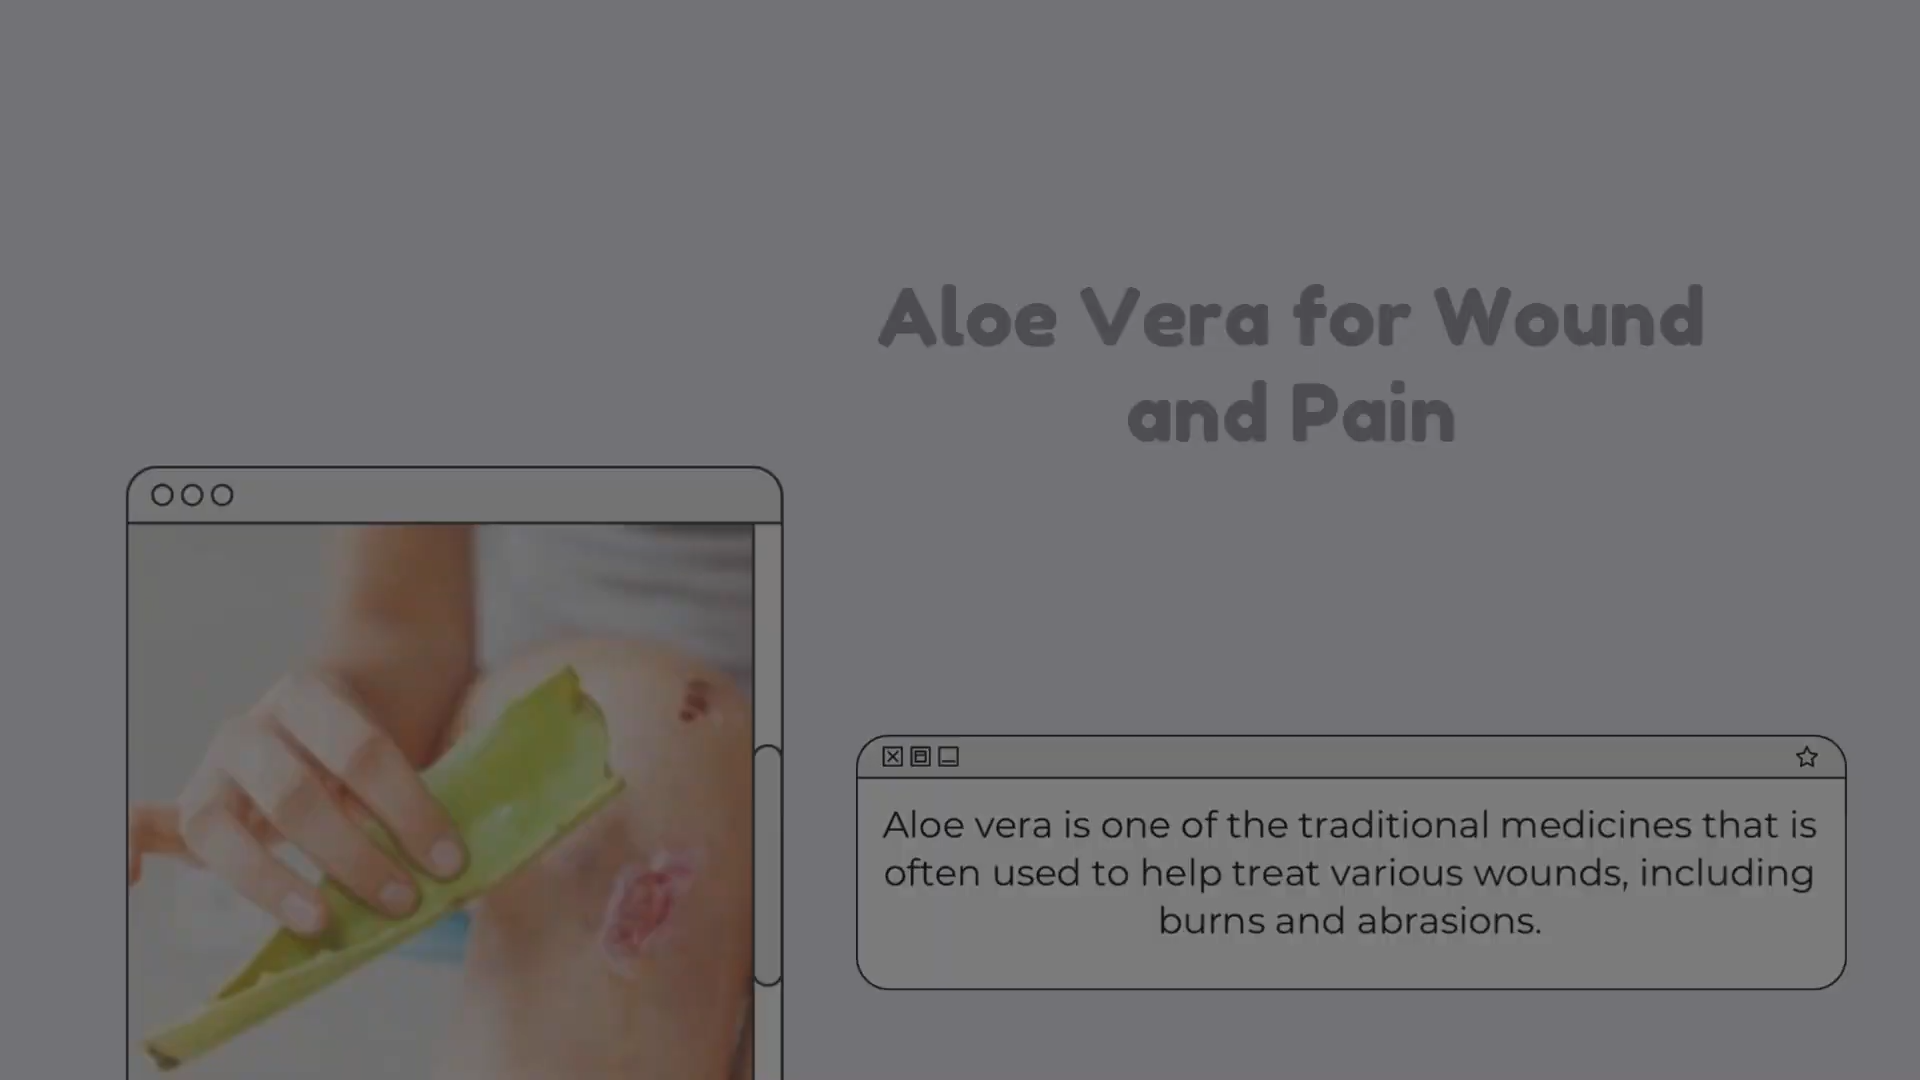 Aloe Vera for Wound
and Pain
Aloe vera is one of the traditional medicines that is
often used to help treat various wounds, including
burns and abrasions.